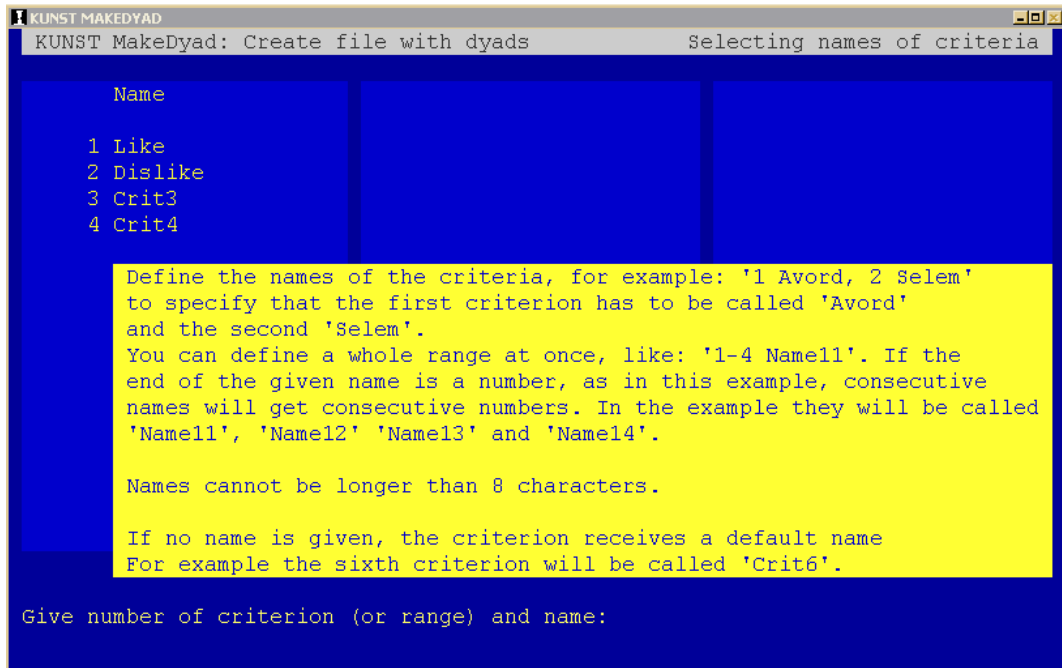 KUNST MAKEDYAD
KUNST MakeDyad: Create file with dyads Selecting names of criteria
Name
1 Like
2 Dislike
3 Crit3
4 Crit4
Define the names of the criteria, for example: '1 Avord, 2 Selem'
to specify that the first criterion has to be called 'Avord'
and the second 'Selem'.
You can define a whole range at once, like: '1-4 Name11'. If the
end of the given name is a number, as in this example, consecutive
names will get consecutive numbers. In the example they will be called
'Name11', 'Name12' 'Name13' and 'Name14'.
Names cannot be longer than 8 characters.
If no name is given, the criterion receives a default name
For example the sixth criterion will be called 'Crit6'.
Give number of criterion (or range) and name: